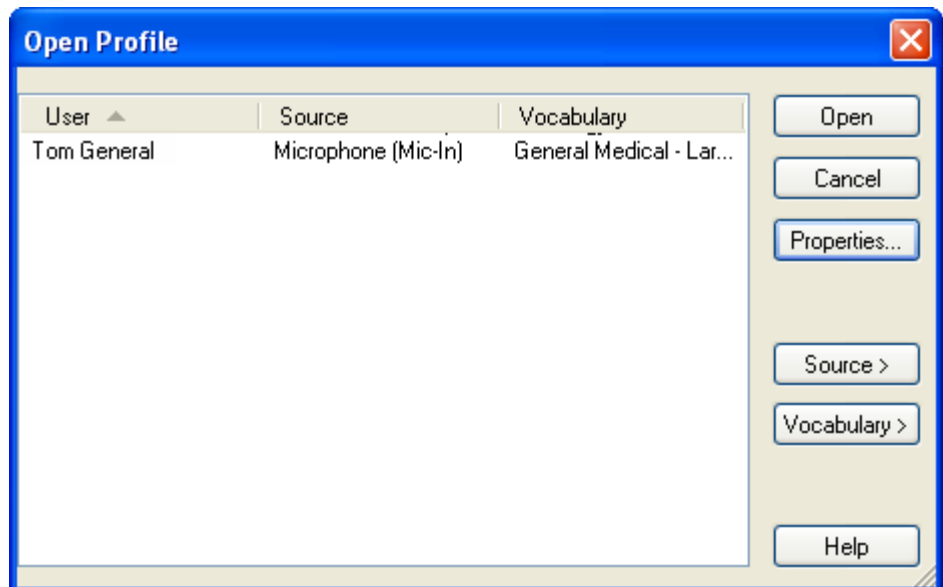 Open Profile
User Source Vocabulary
Tom General Microphone (Mic-In) General Medical - Lar...
Open
Cancel
Properties...
Source >
Vocabulary >
Help